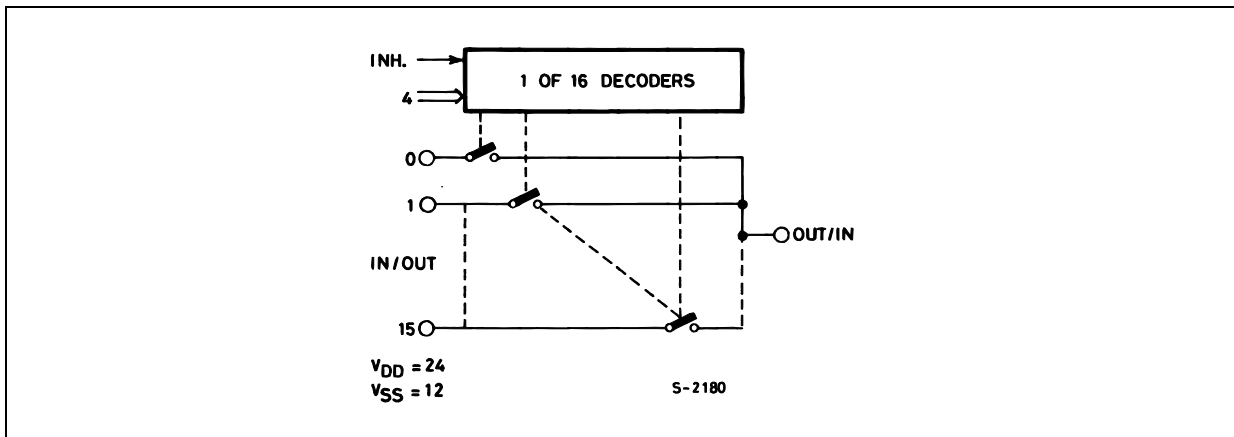 INH.
1 OF 16 DECODERS
4
0
1
OUT/IN
IN/OUT
15
VDD = 24
VSS = 12
S-2180